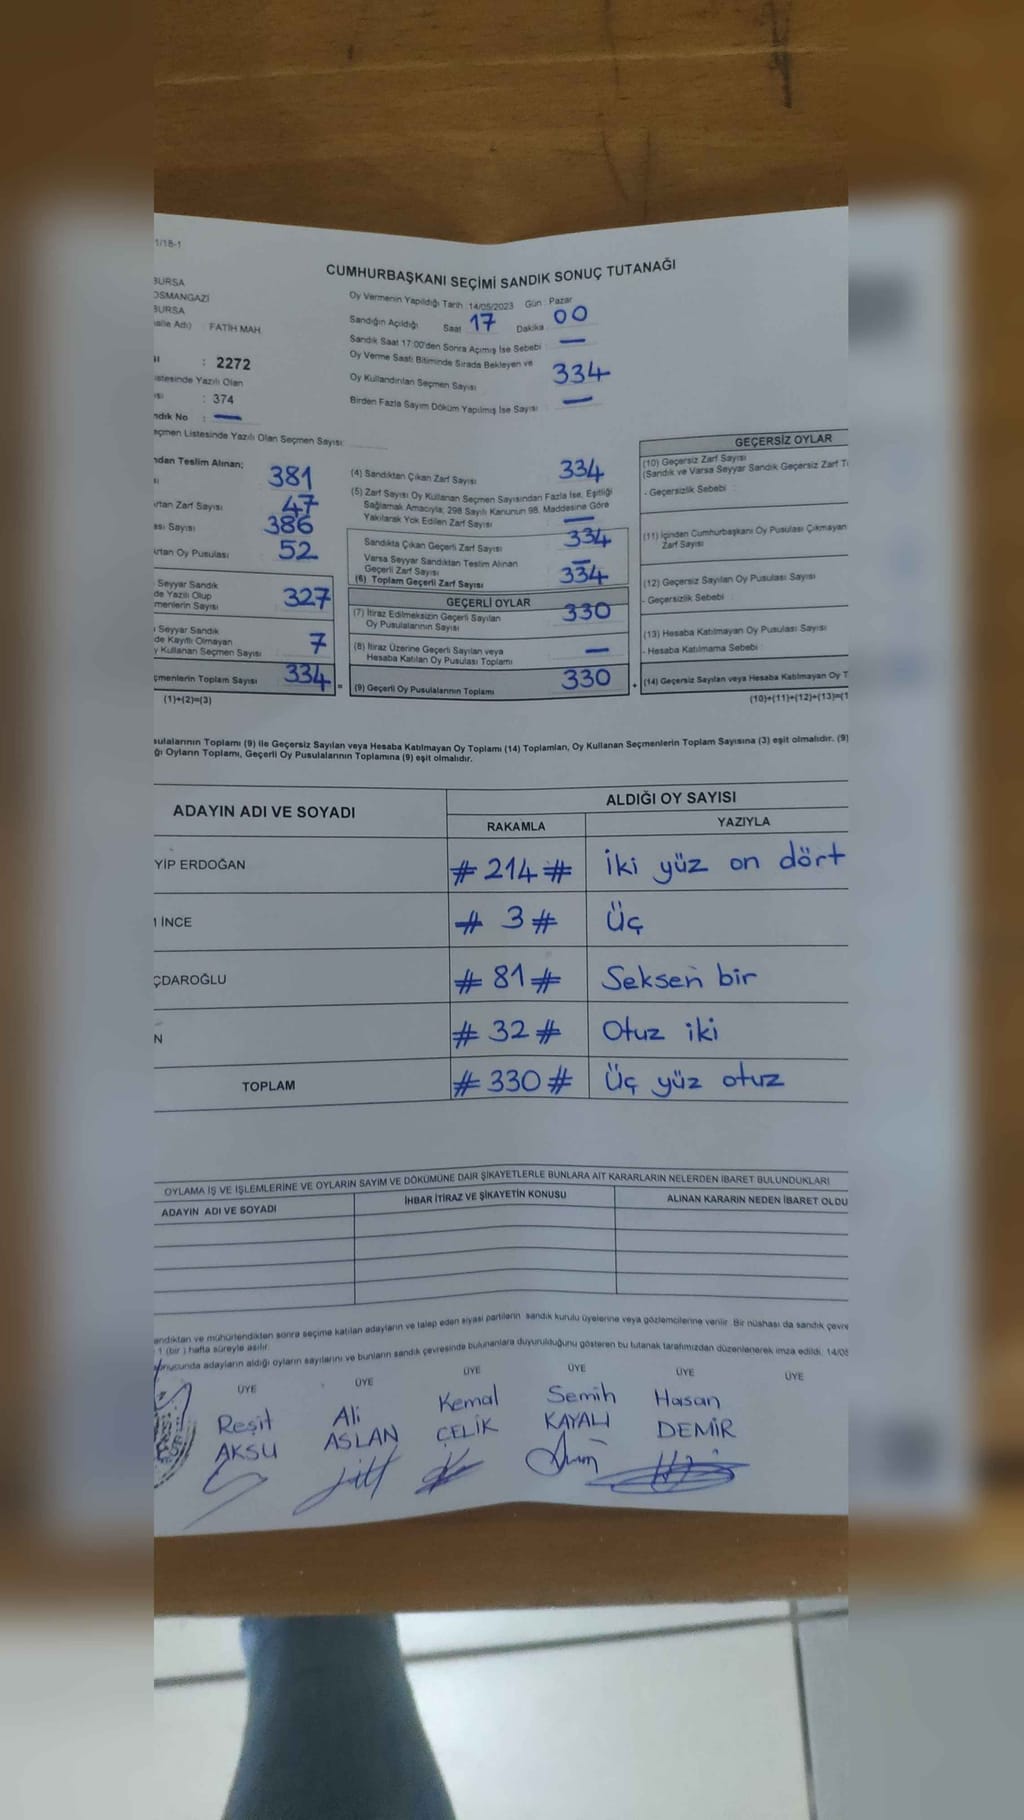 1/18-1
CUMHURBAŞKANI SEÇİMİ SANDIK SONUÇ TUTANAĞI
BURSA
OSMANGAZİ
BURSA
alle Adı) FATİH MAH.
: 2272
istesinde Yazılı Olan
sı : 374
ndık No : —
eçmen Listesinde Yazılı Olan Seçmen Sayısı
Oy Vermenin Yapıldığı Tarih :14/05/2023 Gün : Pazar
Sandığın Açıldığı Saat 17 Dakika 00
Sandık Saat 17:00'den Sonra Açımış İse Sebebi : —
Oy Verme Saati Bitiminde Sırada Bekleyen ve
Oy Kullandırılan Seçmen Sayısı 334
Birden Fazla Sayım Döküm Yapılmış İse Sayısı : —
ndan Teslim Alınan;
sı 381
rtan Zarf Sayısı 47
ası Sayısı 386
Artan Oy Pusulası 52
Seyyar Sandık
de Yazılı Olup
menlerin Sayısı 327
ı Seyyar Sandık
de Kayıtlı Olmayan
y Kullanan Seçmen Sayısı 7
çmenlerin Toplam Sayısı 334 =
(1)+(2)=(3)
(4) Sandıktan Çıkan Zarf Sayısı 334
(5) Zarf Sayısı Oy Kullanan Seçmen Sayısından Fazla İse, Eşitliği
Sağlamak Amacıyla; 298 Sayılı Kanunun 98. Maddesine Göre
Yakılarak Yok Edilen Zarf Sayısı —
Sandıkta Çıkan Geçerli Zarf Sayısı 334
Varsa Seyyar Sandıktan Teslim Alınan
Geçerli Zarf Sayısı —
(6) Toplam Geçerli Zarf Sayısı 334
GEÇERLİ OYLAR
(7) İtiraz Edilmeksizin Geçerli Sayılan
Oy Pusulalarının Sayısı 330
(8) İtiraz Üzerine Geçerli Sayılan veya
Hesaba Katılan Oy Pusulası Toplamı —
(9) Geçerli Oy Pusulalarının Toplamı 330 +
GEÇERSİZ OYLAR
(10) Geçersiz Zarf Sayısı
(Sandık ve Varsa Seyyar Sandık Geçersiz Zarf T
- Geçersizlik Sebebi
(11) İçinden Cumhurbaşkanı Oy Pusulası Çıkmayan
Zarf Sayısı
(12) Geçersiz Sayılan Oy Pusulası Sayısı
- Geçersizlik Sebebi
(13) Hesaba Katılmayan Oy Pusulası Sayısı
- Hesaba Katılmama Sebebi
(14) Geçersiz Sayılan veya Hesaba Katılmayan Oy T
(10)+(11)+(12)+(13)=(1
sulalarının Toplamı (9) ile Geçersiz Sayılan veya Hesaba Katılmayan Oy Toplamı (14) Toplamları, Oy Kullanan Seçmenlerin Toplam Sayısına (3) eşit olmalıdır. (9)
ğı Oyların Toplamı, Geçerli Oy Pusulalarının Toplamına (9) eşit olmalıdır.
ADAYIN ADI VE SOYADI
ALDIĞI OY SAYISI
RAKAMLA YAZIYLA
YİP ERDOĞAN # 214 # İki yüz on dört
M İNCE # 3 # Üç
ÇDAROĞLU # 81 # Seksen bir
N # 32 # Otuz iki
TOPLAM # 330 # Üç yüz otuz
OYLAMA İŞ VE İŞLEMLERİNE VE OYLARIN SAYIM VE DÖKÜMÜNE DAİR ŞİKAYETLERLE BUNLARA AİT KARARLARIN NELERDEN İBARET BULUNDUKLARI
ADAYIN ADI VE SOYADI İHBAR İTİRAZ VE ŞİKAYETİN KONUSU ALINAN KARARIN NEDEN İBARET OLDU
andıktan ve mühürlendikten sonra seçime katılan adayların ve talep eden siyasi partilerin sandık kurulu üyelerine veya gözlemcilerine verilir. Bir nüshası da sandık çevre
1 (bir ) hafta süreyle asılır.
onucunda adayların aldığı oyların sayılarını ve bunların sandık çevresinde bulunanlara duyurulduğunu gösteren bu tutanak tarafımızdan düzenlenerek imza edildi. 14/05
ÜYE ÜYE ÜYE ÜYE ÜYE ÜYE
Reşit Ali Kemal Semih Hasan
AKSU ASLAN ÇELİK KAYALI DEMİR